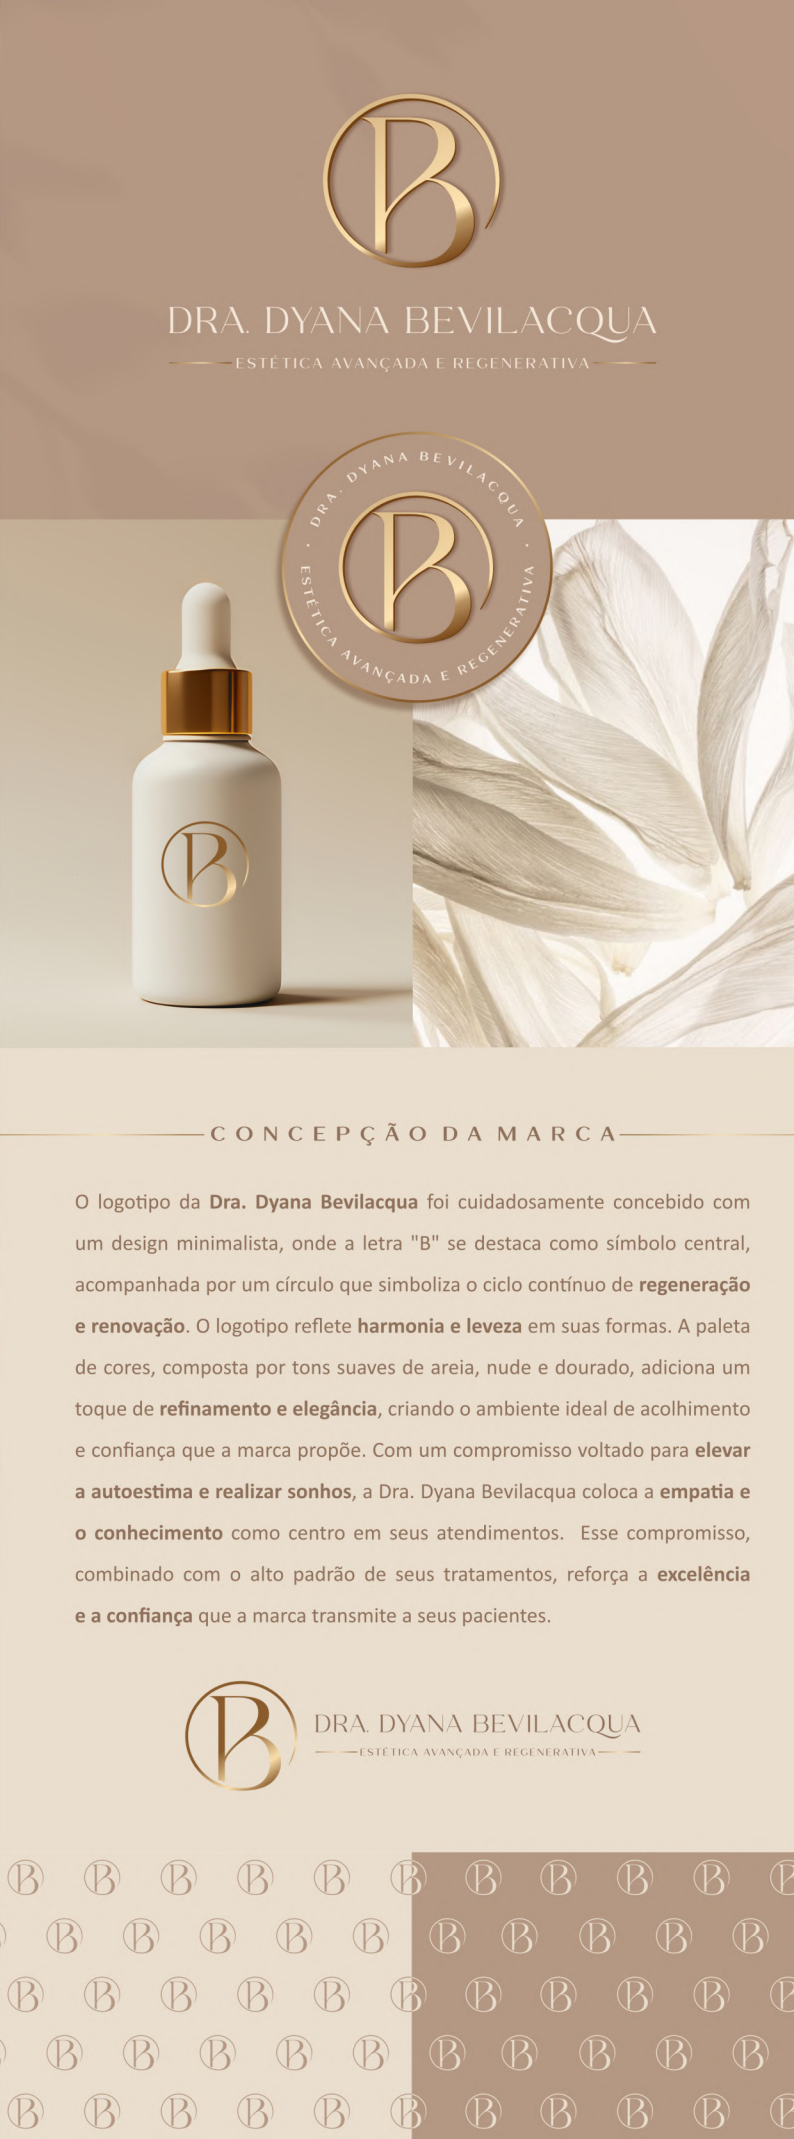 B
DRA. DYANA BEVILACQUA
ESTÉTICA AVANÇADA E REGENERATIVA
DRA. DYANA BEVILACQUA
B
ESTÉTICA AVANÇADA E REGENERATIVA
B
CONCEPÇÃO DA MARCA
O logotipo da Dra. Dyana Bevilacqua foi cuidadosamente concebido com
um design minimalista, onde a letra "B" se destaca como símbolo central,
acompanhada por um círculo que simboliza o ciclo contínuo de regeneração
e renovação. O logotipo reflete harmonia e leveza em suas formas. A paleta
de cores, composta por tons suaves de areia, nude e dourado, adiciona um
toque de refinamento e elegância, criando o ambiente ideal de acolhimento
e confiança que a marca propõe. Com um compromisso voltado para elevar
a autoestima e realizar sonhos, a Dra. Dyana Bevilacqua coloca a empatia e
o conhecimento como centro em seus atendimentos. Esse compromisso,
combinado com o alto padrão de seus tratamentos, reforça a excelência
e a confiança que a marca transmite a seus pacientes.
B
DRA. DYANA BEVILACQUA
ESTÉTICA AVANÇADA E REGENERATIVA
B B B B B B B B B B B
B B B B B B B B B B
B B B B B B B B B B B
B B B B B B B B B B
B B B B B B B B B B B